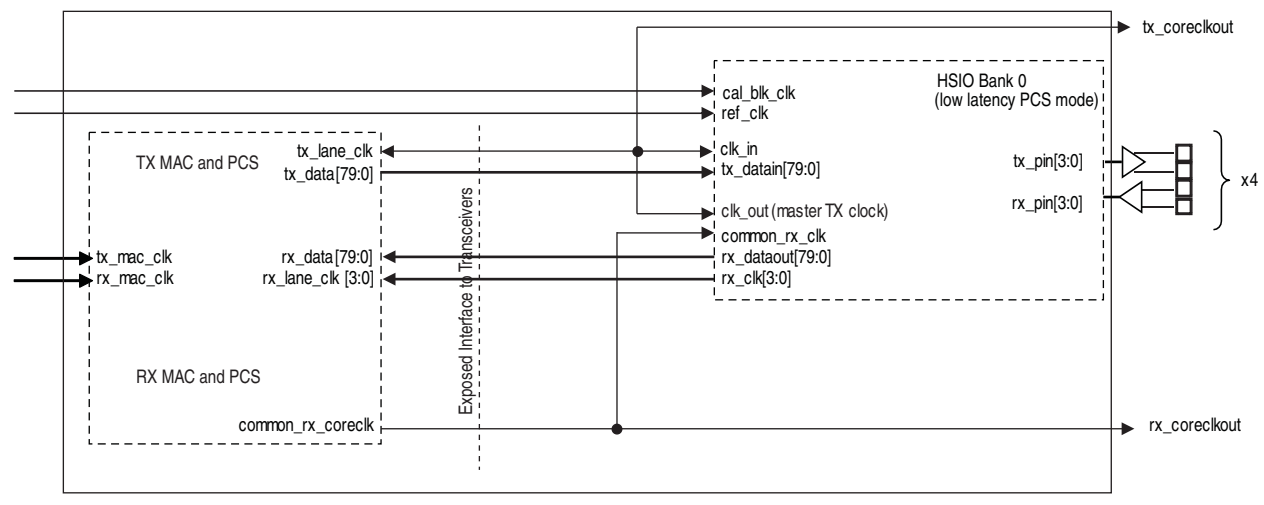 tx_coreclkout
HSIO Bank 0
(low latency PCS mode)
cal_blk_clk
ref_clk
TX MAC and PCS
tx_lane_clk
tx_data[79:0]
clk_in
tx_datain[79:0]
tx_pin[3:0]
rx_pin[3:0]
x4
clk_out (master TX clock)
common_rx_clk
rx_dataout[79:0]
rx_clk[3:0]
tx_mac_clk
rx_mac_clk
rx_data[79:0]
rx_lane_clk [3:0]
Exposed Interface to Transceivers
RX MAC and PCS
common_rx_coreclk
rx_coreclkout